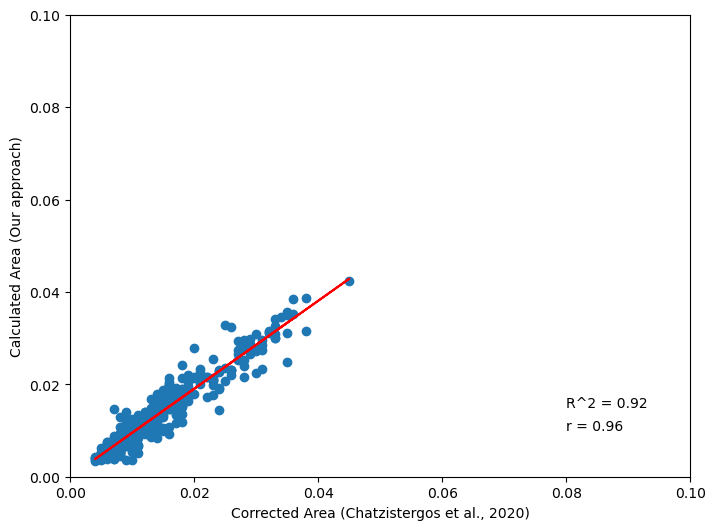 0.10
0.08
0.06
0.04
0.02
0.00
Calculated Area (Our approach)
R^2 = 0.92
r = 0.96
0.00 0.02 0.04 0.06 0.08 0.10
Corrected Area (Chatzistergos et al., 2020)